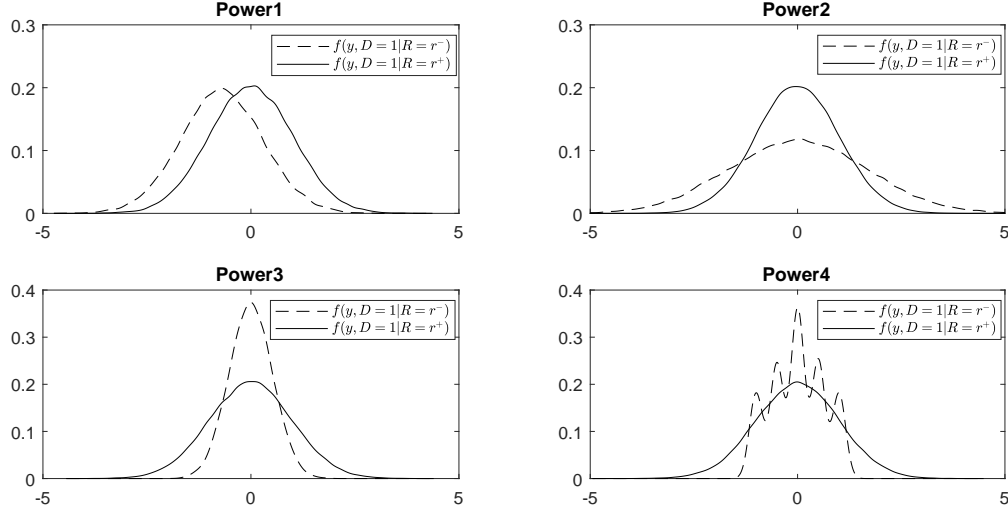 Power1
0.3
0.2
0.1
0
-5
0
5
f(y, D = 1|R = r⁻)
f(y, D = 1|R = r⁺)
Power2
0.3
0.2
0.1
0
-5
0
5
f(y, D = 1|R = r⁻)
f(y, D = 1|R = r⁺)
Power3
0.4
0.3
0.2
0.1
0
-5
0
5
f(y, D = 1|R = r⁻)
f(y, D = 1|R = r⁺)
Power4
0.4
0.3
0.2
0.1
0
-5
0
5
f(y, D = 1|R = r⁻)
f(y, D = 1|R = r⁺)